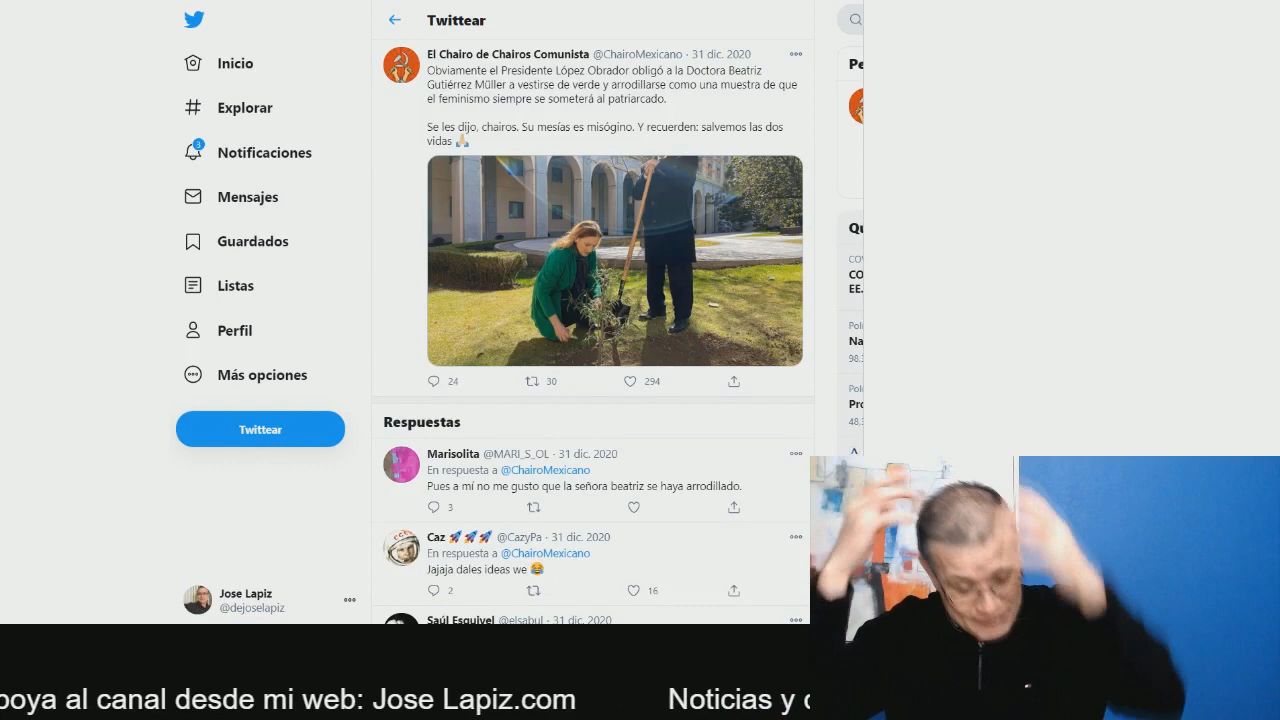 Twittear
Inicio
Explorar
3
Notificaciones
Mensajes
Guardados
Listas
Perfil
Más opciones
Twittear
Jose Lapiz
@dejoselapiz
El Chairo de Chairos Comunista @ChairoMexicano · 31 dic. 2020
Obviamente el Presidente López Obrador obligó a la Doctora Beatriz
Gutiérrez Müller a vestirse de verde y arrodillarse como una muestra de que
el feminismo siempre se someterá al patriarcado.
Se les dijo, chairos. Su mesías es misógino. Y recuerden: salvemos las dos
vidas 🙏
24 30 294
Respuestas
Marisolita @MARI_S_OL · 31 dic. 2020
En respuesta a @ChairoMexicano
Pues a mí no me gusto que la señora beatriz se haya arrodillado.
3
Caz 🚀🚀🚀 @CazyPa · 31 dic. 2020
En respuesta a @ChairoMexicano
Jajaja dales ideas we 😂
2 16
Saúl Esquivel @elsabul · 31 dic. 2020
Pe
Qu
COV
CO
EE.
Polí
Na
98.
Polí
Pro
48.
poya al canal desde mi web: Jose Lapiz.com
Noticias y